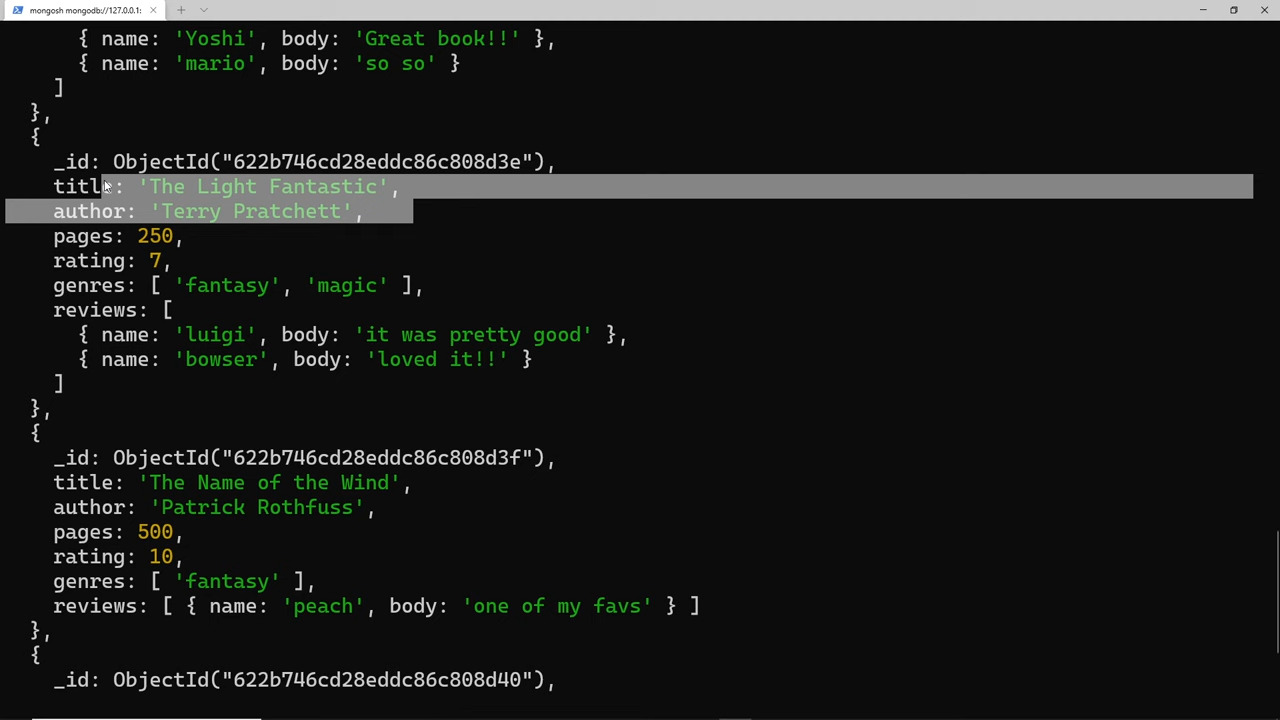 mongosh mongodb://127.0.0.1:
{ name: 'Yoshi', body: 'Great book!!' },
{ name: 'mario', body: 'so so' }
]
},
{
_id: ObjectId("622b746cd28eddc86c808d3e"),
title: 'The Light Fantastic',
author: 'Terry Pratchett',
pages: 250,
rating: 7,
genres: [ 'fantasy', 'magic' ],
reviews: [
{ name: 'luigi', body: 'it was pretty good' },
{ name: 'bowser', body: 'loved it!!' }
]
},
{
_id: ObjectId("622b746cd28eddc86c808d3f"),
title: 'The Name of the Wind',
author: 'Patrick Rothfuss',
pages: 500,
rating: 10,
genres: [ 'fantasy' ],
reviews: [ { name: 'peach', body: 'one of my favs' } ]
},
{
_id: ObjectId("622b746cd28eddc86c808d40"),